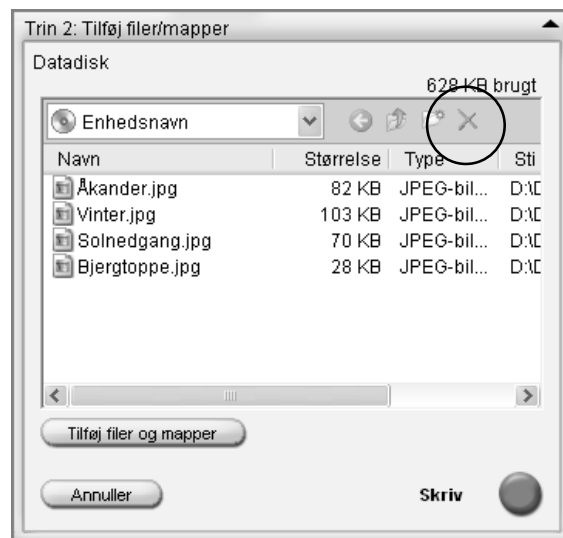 Trin 2: Tilføj filer/mapper
Datadisk
628 KB brugt
Enhedsnavn
Navn Størrelse Type Sti
Åkander.jpg 82 KB JPEG-bil... D:\D
Vinter.jpg 103 KB JPEG-bil... D:\D
Solnedgang.jpg 70 KB JPEG-bil... D:\D
Bjergtoppe.jpg 28 KB JPEG-bil... D:\D
Tilføj filer og mapper
Annuller Skriv